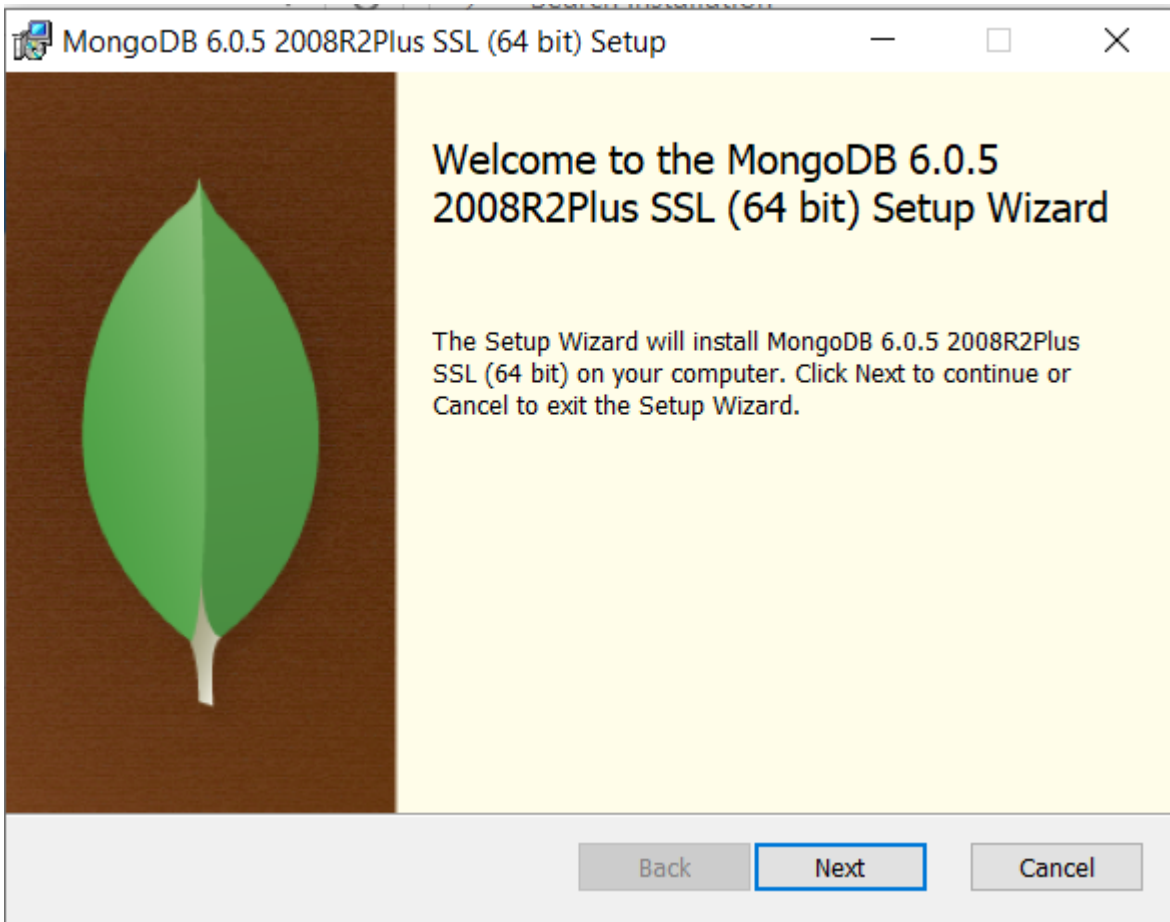 Search Installation
MongoDB 6.0.5 2008R2Plus SSL (64 bit) Setup
Welcome to the MongoDB 6.0.5
2008R2Plus SSL (64 bit) Setup Wizard
The Setup Wizard will install MongoDB 6.0.5 2008R2Plus
SSL (64 bit) on your computer. Click Next to continue or
Cancel to exit the Setup Wizard.
Back
Next
Cancel